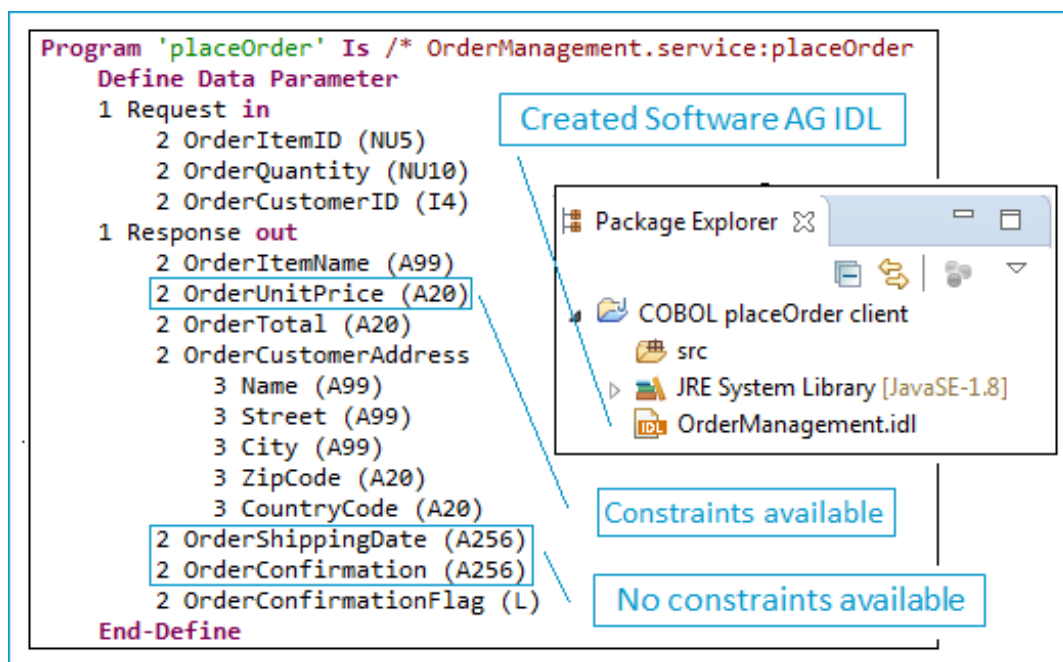 Program 'placeOrder' Is /* OrderManagement.service:placeOrder
Define Data Parameter
1 Request in
2 OrderItemID (NU5)
2 OrderQuantity (NU10)
2 OrderCustomerID (I4)
1 Response out
2 OrderItemName (A99)
2 OrderUnitPrice (A20)
2 OrderTotal (A20)
2 OrderCustomerAddress
3 Name (A99)
3 Street (A99)
3 City (A99)
3 ZipCode (A20)
3 CountryCode (A20)
2 OrderShippingDate (A256)
2 OrderConfirmation (A256)
2 OrderConfirmationFlag (L)
End-Define
Created Software AG IDL
Package Explorer
COBOL placeOrder client
src
JRE System Library [JavaSE-1.8]
IDL OrderManagement.idl
Constraints available
No constraints available